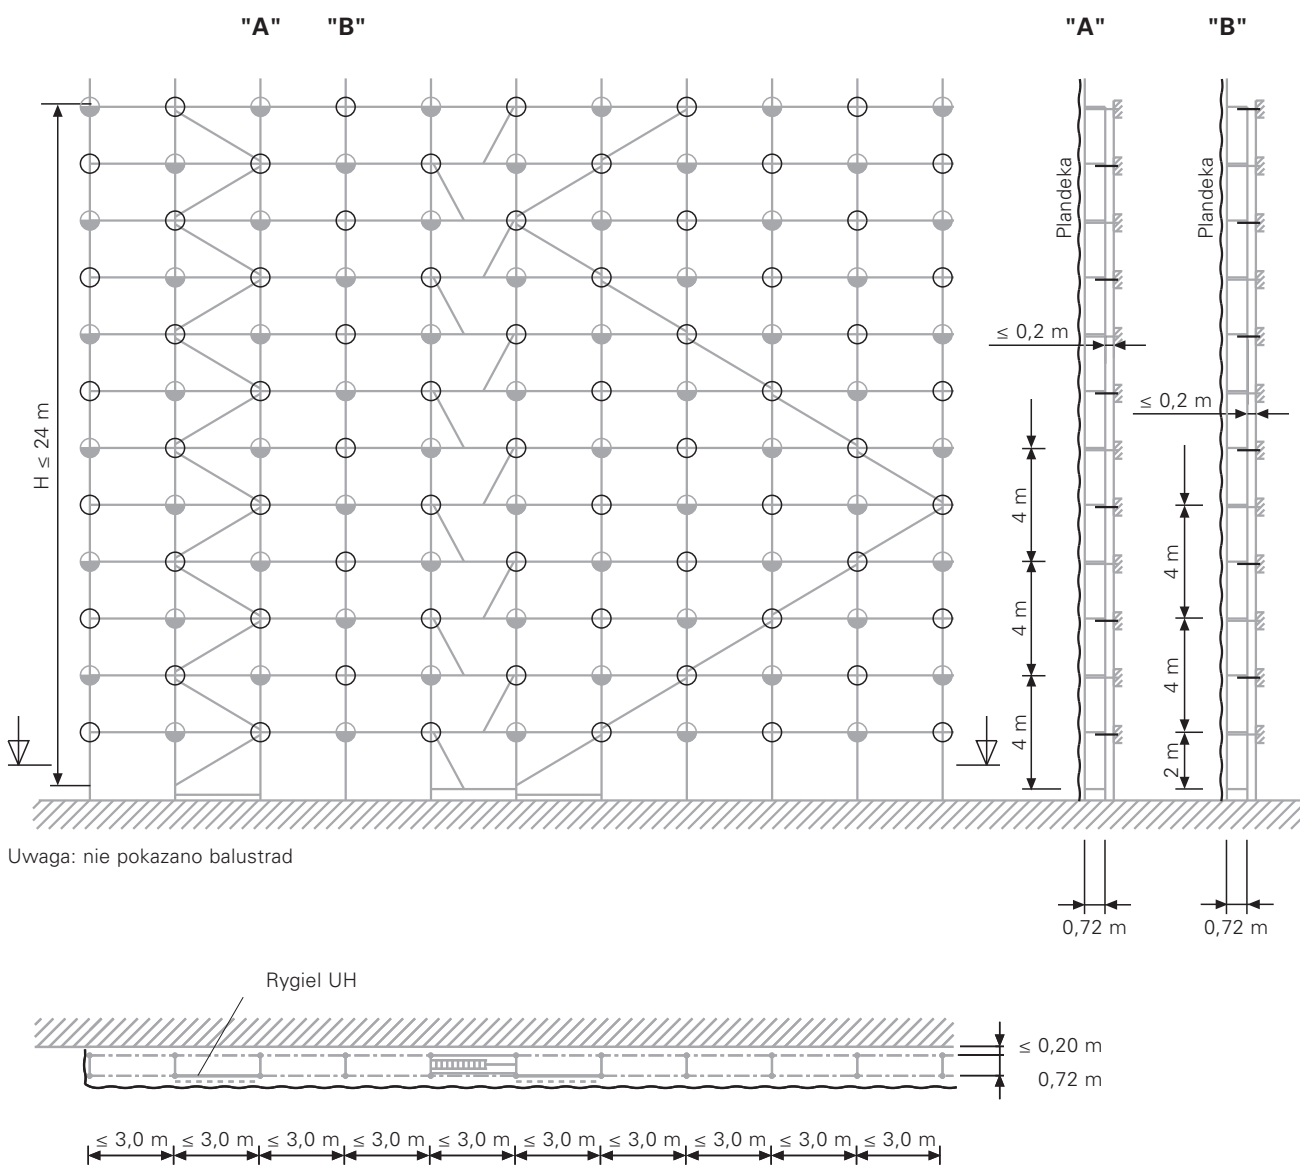 "A" "B" "A" "B"
Plandeka
Plandeka
≤ 0,2 m
≤ 0,2 m
H ≤ 24 m
4 m
4 m
4 m
4 m
4 m
2 m
Uwaga: nie pokazano balustrad
0,72 m 0,72 m
Rygiel UH
≤ 0,20 m
0,72 m
≤ 3,0 m ≤ 3,0 m ≤ 3,0 m ≤ 3,0 m ≤ 3,0 m ≤ 3,0 m ≤ 3,0 m ≤ 3,0 m ≤ 3,0 m ≤ 3,0 m